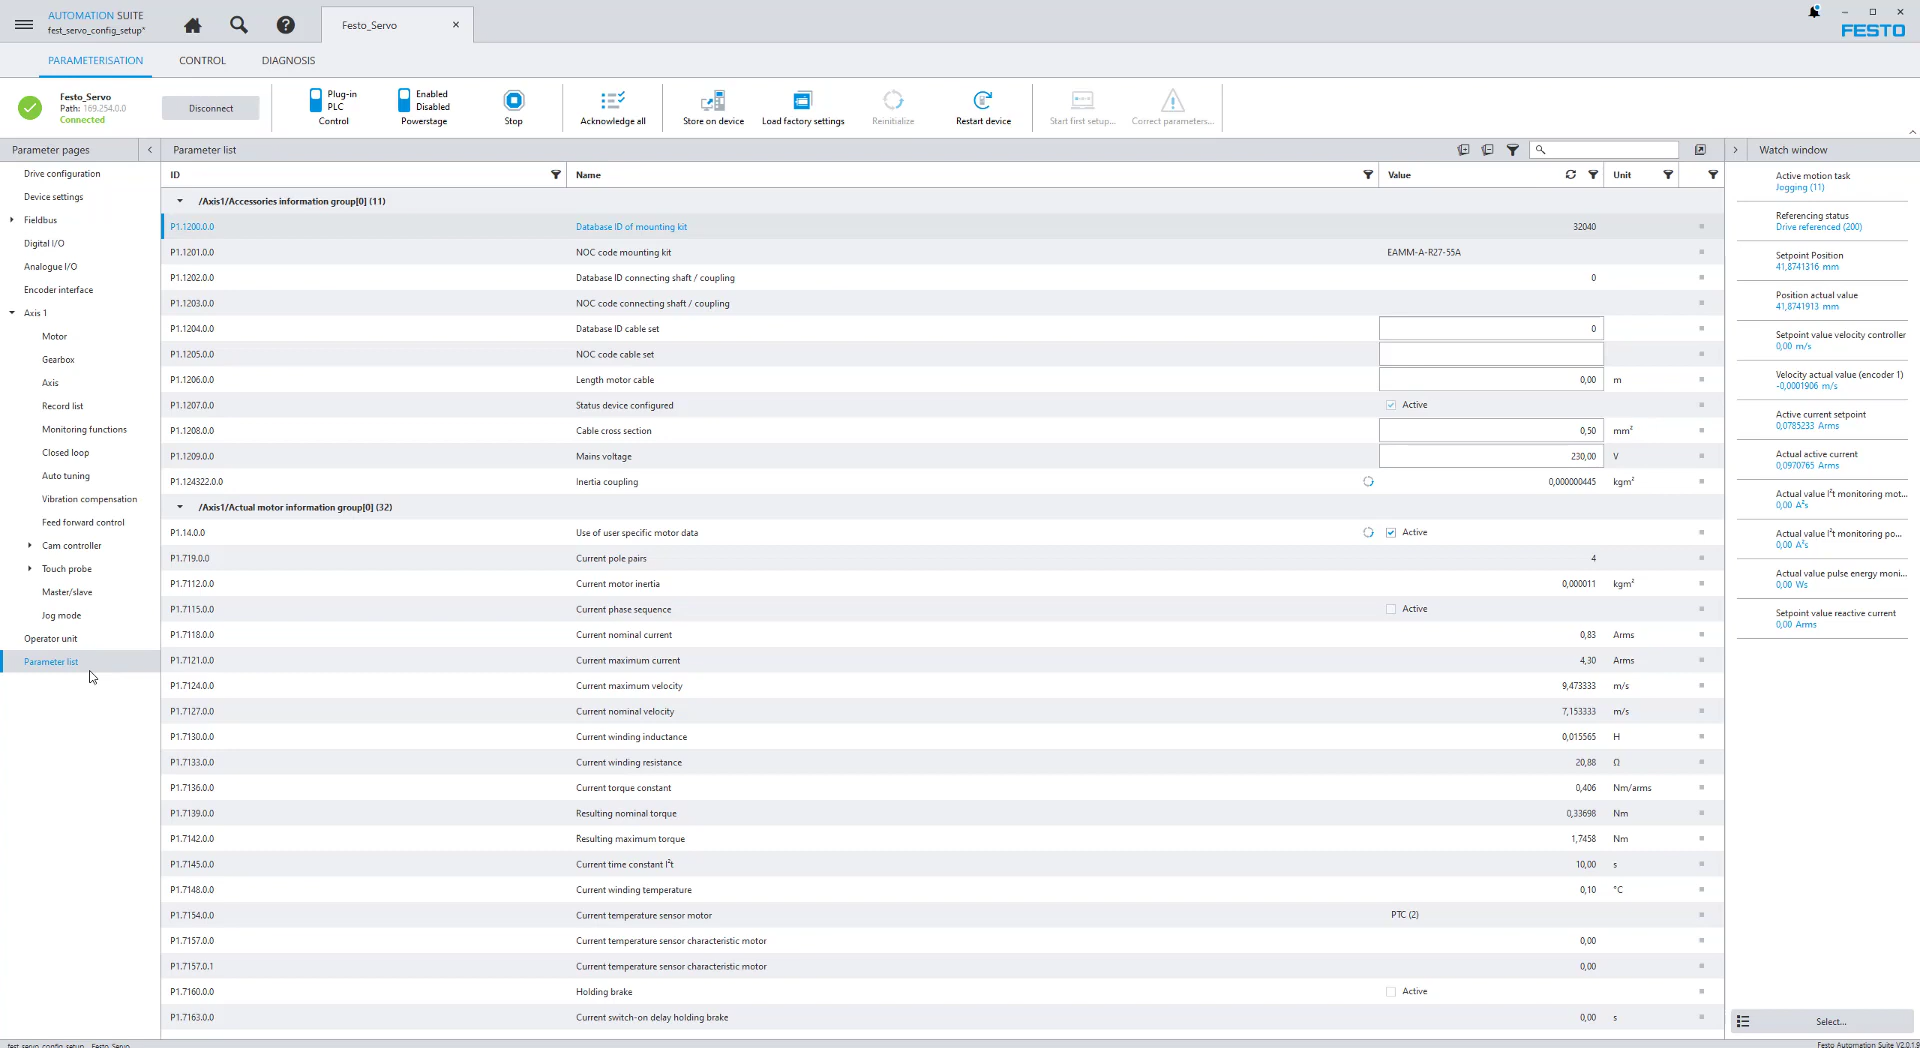 AUTOMATION SUITE
fest_servo_config_setup*
Festo_Servo
FESTO
PARAMETERISATION
CONTROL
DIAGNOSIS
Festo_Servo
Path: 169.254.0.0
Connected
Disconnect
Plug-in
PLC
Control
Enabled
Disabled
Powerstage
Stop
Acknowledge all
Store on device
Load factory settings
Reinitialize
Restart device
Start first setup...
Correct parameters...
Parameter pages
Drive configuration
Device settings
Fieldbus
Digital I/O
Analogue I/O
Encoder interface
Axis 1
Motor
Gearbox
Axis
Record list
Monitoring functions
Closed loop
Auto tuning
Vibration compensation
Feed forward control
Cam controller
Touch probe
Master/slave
Jog mode
Operator unit
Parameter list
Parameter list
ID Name Value Unit
/Axis1/Accessories information group[0] (11)
P1.1200.0.0 Database ID of mounting kit 32040
P1.1201.0.0 NOC code mounting kit EAMM-A-R27-55A
P1.1202.0.0 Database ID connecting shaft / coupling 0
P1.1203.0.0 NOC code connecting shaft / coupling
P1.1204.0.0 Database ID cable set 0
P1.1205.0.0 NOC code cable set
P1.1206.0.0 Length motor cable 0,00 m
P1.1207.0.0 Status device configured Active
P1.1208.0.0 Cable cross section 0,50 mm²
P1.1209.0.0 Mains voltage 230,00 V
P1.124322.0.0 Inertia coupling 0,000000445 kgm²
/Axis1/Actual motor information group[0] (32)
P1.14.0.0 Use of user specific motor data Active
P1.719.0.0 Current pole pairs 4
P1.7112.0.0 Current motor inertia 0,000011 kgm²
P1.7115.0.0 Current phase sequence Active
P1.7118.0.0 Current nominal current 0,83 Arms
P1.7121.0.0 Current maximum current 4,30 Arms
P1.7124.0.0 Current maximum velocity 9,473333 m/s
P1.7127.0.0 Current nominal velocity 7,153333 m/s
P1.7130.0.0 Current winding inductance 0,015565 H
P1.7133.0.0 Current winding resistance 20,88 Ω
P1.7136.0.0 Current torque constant 0,406 Nm/arms
P1.7139.0.0 Resulting nominal torque 0,33698 Nm
P1.7142.0.0 Resulting maximum torque 1,7458 Nm
P1.7145.0.0 Current time constant I²t 10,00 s
P1.7148.0.0 Current winding temperature 0,10 °C
P1.7154.0.0 Current temperature sensor motor PTC (2)
P1.7157.0.0 Current temperature sensor characteristic motor 0,00
P1.7157.0.1 Current temperature sensor characteristic motor 0,00
P1.7160.0.0 Holding brake Active
P1.7163.0.0 Current switch-on delay holding brake 0,00 s
Watch window
Active motion task
Jogging (11)
Referencing status
Drive referenced (200)
Setpoint Position
41,8741316 mm
Position actual value
41,8741913 mm
Setpoint value velocity controller
0,00 m/s
Velocity actual value (encoder 1)
-0,0001906 m/s
Active current setpoint
0,0785233 Arms
Actual active current
0,0970765 Arms
Actual value I²t monitoring mot...
0,00 A²s
Actual value I²t monitoring po...
0,00 A²s
Actual value pulse energy moni...
0,00 Ws
Setpoint value reactive current
0,00 Arms
Select...
fest_servo_config_setup Festo_Servo
Festo Automation Suite V2.0.1.9